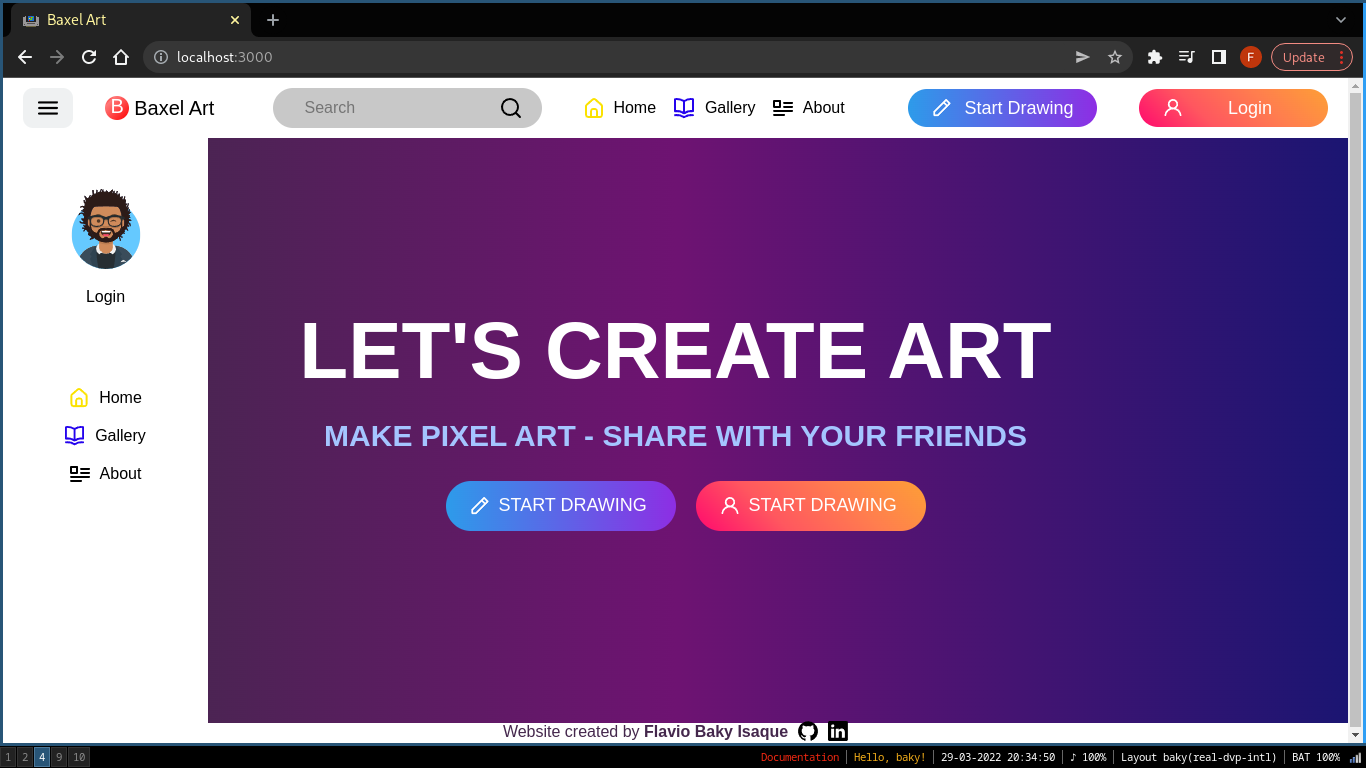 Baxel Art
localhost:3000
F
Update
B Baxel Art
Search
Home
Gallery
About
Start Drawing
Login
Login
Home
Gallery
About
LET'S CREATE ART
MAKE PIXEL ART - SHARE WITH YOUR FRIENDS
START DRAWING
START DRAWING
Website created by Flavio Baky Isaque
1 2 4 9 10
Documentation
Hello, baky!
29-03-2022 20:34:50
♪ 100%
Layout baky(real-dvp-intl)
BAT 100%